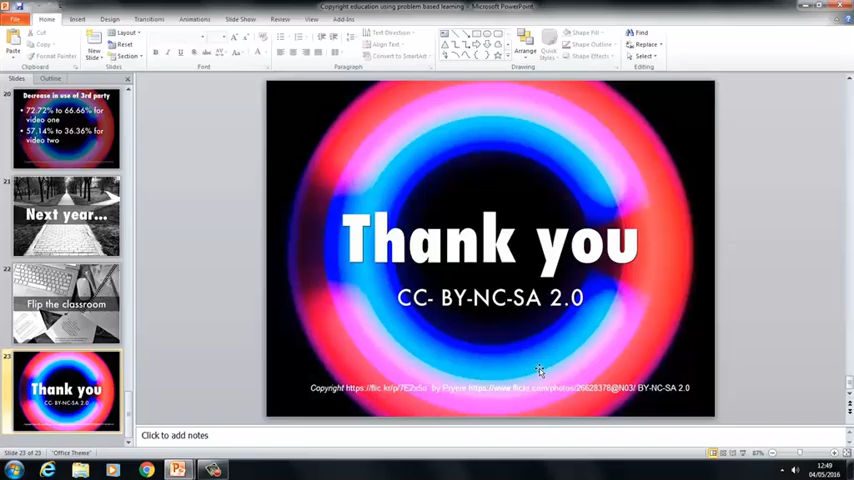 Copyright education using problem based learning - Microsoft PowerPoint
File
Home
Insert
Design
Transitions
Animations
Slide Show
Review
View
Add-Ins
Paste
Cut
Copy
Format Painter
Clipboard
New Slide
Layout
Reset
Section
Slides
Font
Text Direction
Align Text
Convert to SmartArt
Paragraph
Arrange
Quick Styles
Shape Fill
Shape Outline
Shape Effects
Drawing
Find
Replace
Select
Editing
Slides
Outline
20
Decrease in use of 3rd party
• 72.72% to 66.66% for
video one
• 57.14% to 36.36% for
video two
21
Next year...
22
Flip the classroom
23
Thank you
CC- BY-NC-SA 2.0
Thank you
CC- BY-NC-SA 2.0
Copyright https://flic.kr/p/7E2x5u by Psyere https://www.flickr.com/photos/26628378@N03/ BY-NC-SA 2.0
Click to add notes
Slide 23 of 23
"Office Theme"
87%
12:49
04/05/2016